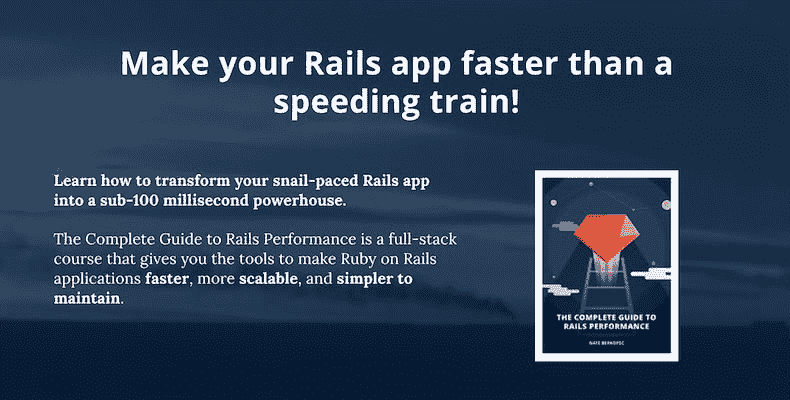 Make your Rails app faster than a
speeding train!
Learn how to transform your snail-paced Rails app
into a sub-100 millisecond powerhouse.
The Complete Guide to Rails Performance is a full-stack
course that gives you the tools to make Ruby on Rails
applications faster, more scalable, and simpler to
maintain.
THE COMPLETE GUIDE TO
RAILS PERFORMANCE
NATE BERKOPEC